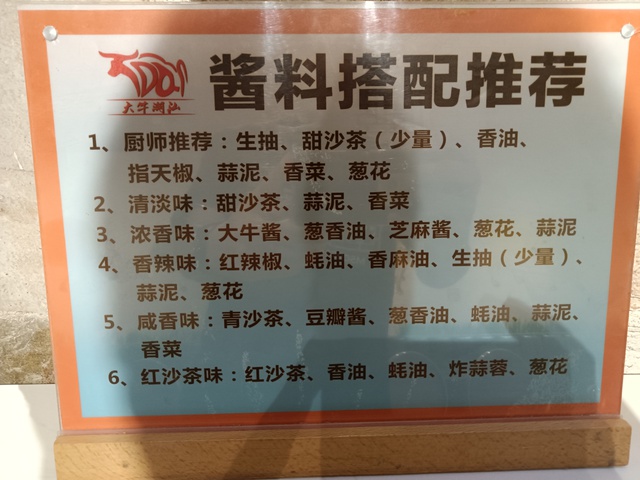 酱料搭配推荐
大牛潮汕
1、厨师推荐：生抽、甜沙茶（少量）、香油、
指天椒、蒜泥、香菜、葱花
2、清淡味：甜沙茶、蒜泥、香菜
3、浓香味：大牛酱、葱香油、芝麻酱、葱花、蒜泥
4、香辣味：红辣椒、蚝油、香麻油、生抽（少量）、
蒜泥、葱花
5、咸香味：青沙茶、豆瓣酱、葱香油、蚝油、蒜泥、
香菜
6、红沙茶味：红沙茶、香油、蚝油、炸蒜蓉、葱花